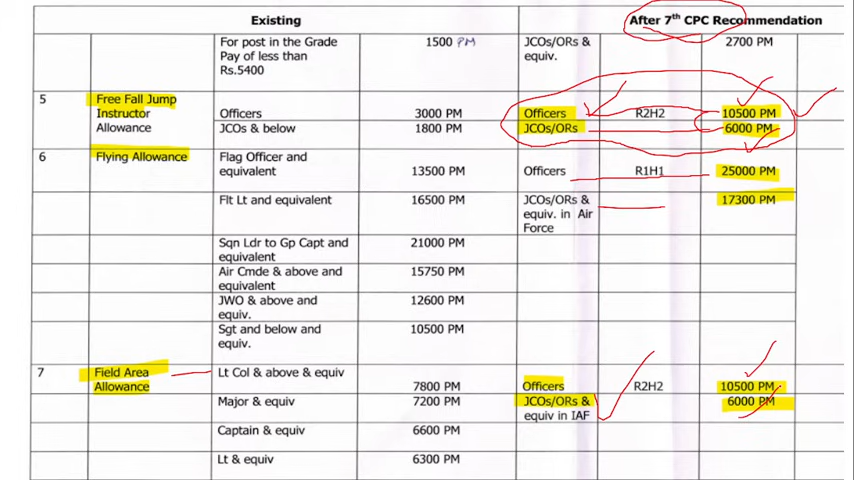 Existing After 7th CPC Recommendation
For post in the Grade 1500 PM JCOs/ORs & 2700 PM
Pay of less than equiv.
Rs.5400
5 Free Fall Jump
Instructor Officers 3000 PM Officers R2H2 10500 PM
Allowance JCOs & below 1800 PM JCOs/ORs 6000 PM
6 Flying Allowance Flag Officer and
equivalent 13500 PM Officers R1H1 25000 PM
Flt Lt and equivalent 16500 PM JCOs/ORs & 17300 PM
equiv. in Air
Force
Sqn Ldr to Gp Capt and 21000 PM
equivalent
Air Cmde & above and 15750 PM
equivalent
JWO & above and 12600 PM
equiv.
Sgt and below and 10500 PM
equiv.
7 Field Area Lt Col & above & equiv
Allowance 7800 PM Officers R2H2 10500 PM
Major & equiv 7200 PM JCOs/ORs & 6000 PM
equiv in IAF
Captain & equiv 6600 PM
Lt & equiv 6300 PM